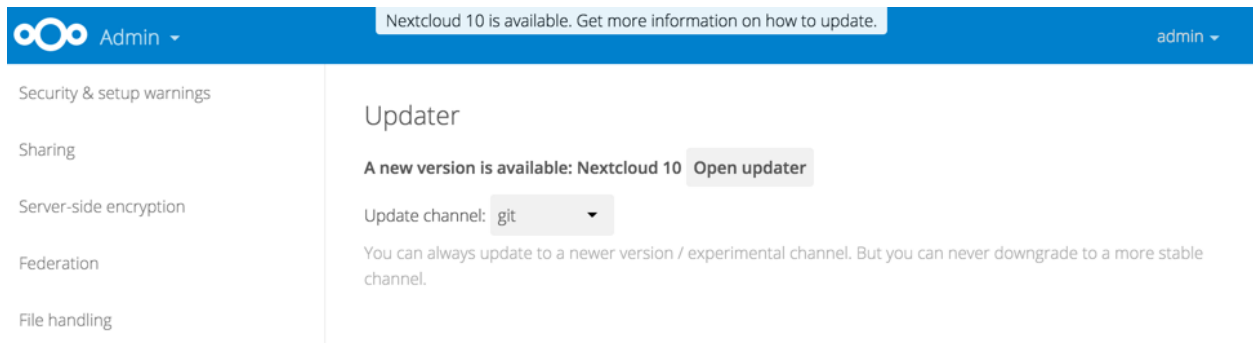 Nextcloud 10 is available. Get more information on how to update.
Admin
admin
Security & setup warnings
Sharing
Server-side encryption
Federation
File handling
Updater
A new version is available: Nextcloud 10 Open updater
Update channel: git
You can always update to a newer version / experimental channel. But you can never downgrade to a more stable
channel.